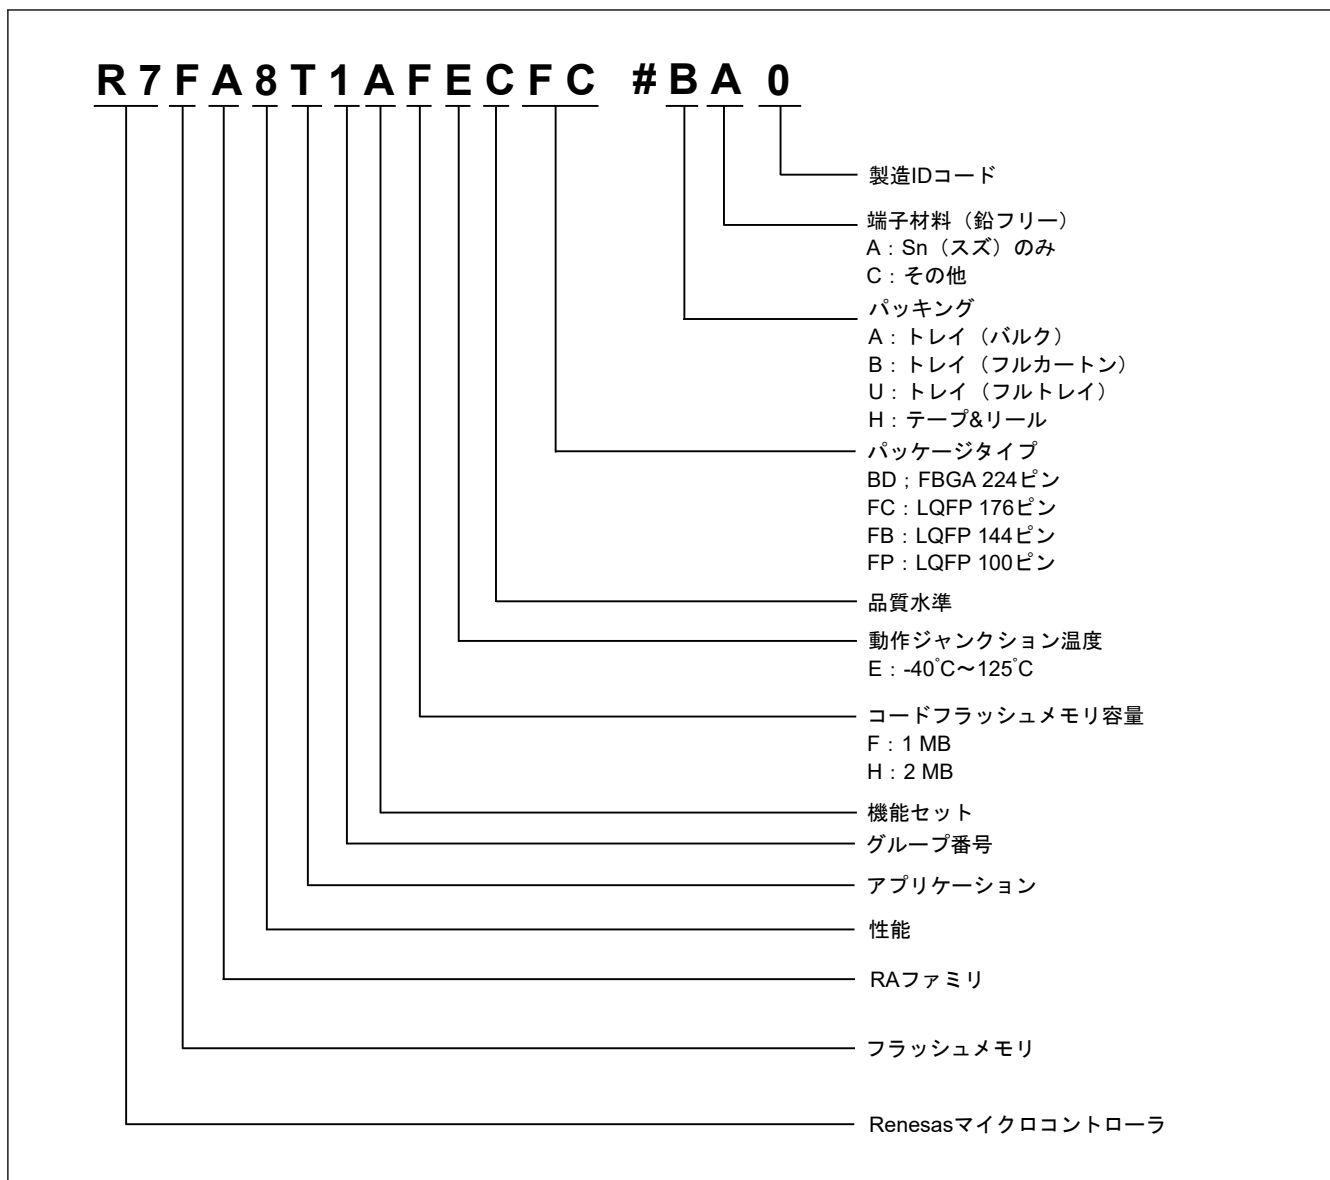 R7FA8T1AFECFC #BA0
製造IDコード
端子材料（鉛フリー）
A：Sn（スズ）のみ
C：その他
パッキング
A：トレイ（バルク）
B：トレイ（フルカートン）
U：トレイ（フルトレイ）
H：テープ&リール
パッケージタイプ
BD；FBGA 224ピン
FC：LQFP 176ピン
FB：LQFP 144ピン
FP：LQFP 100ピン
品質水準
動作ジャンクション温度
E：-40°C～125°C
コードフラッシュメモリ容量
F：1 MB
H：2 MB
機能セット
グループ番号
アプリケーション
性能
RAファミリ
フラッシュメモリ
Renesasマイクロコントローラ